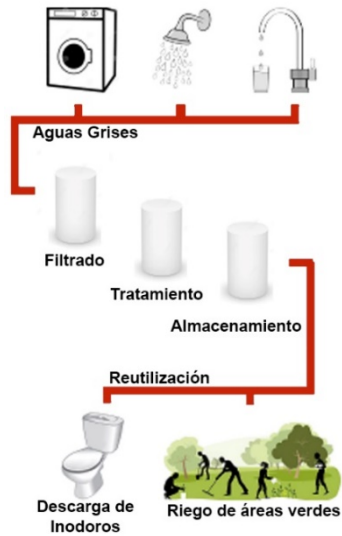 Aguas Grises
Filtrado
Tratamiento
Almacenamiento
Reutilización
Descarga de
Inodoros
Riego de áreas verdes